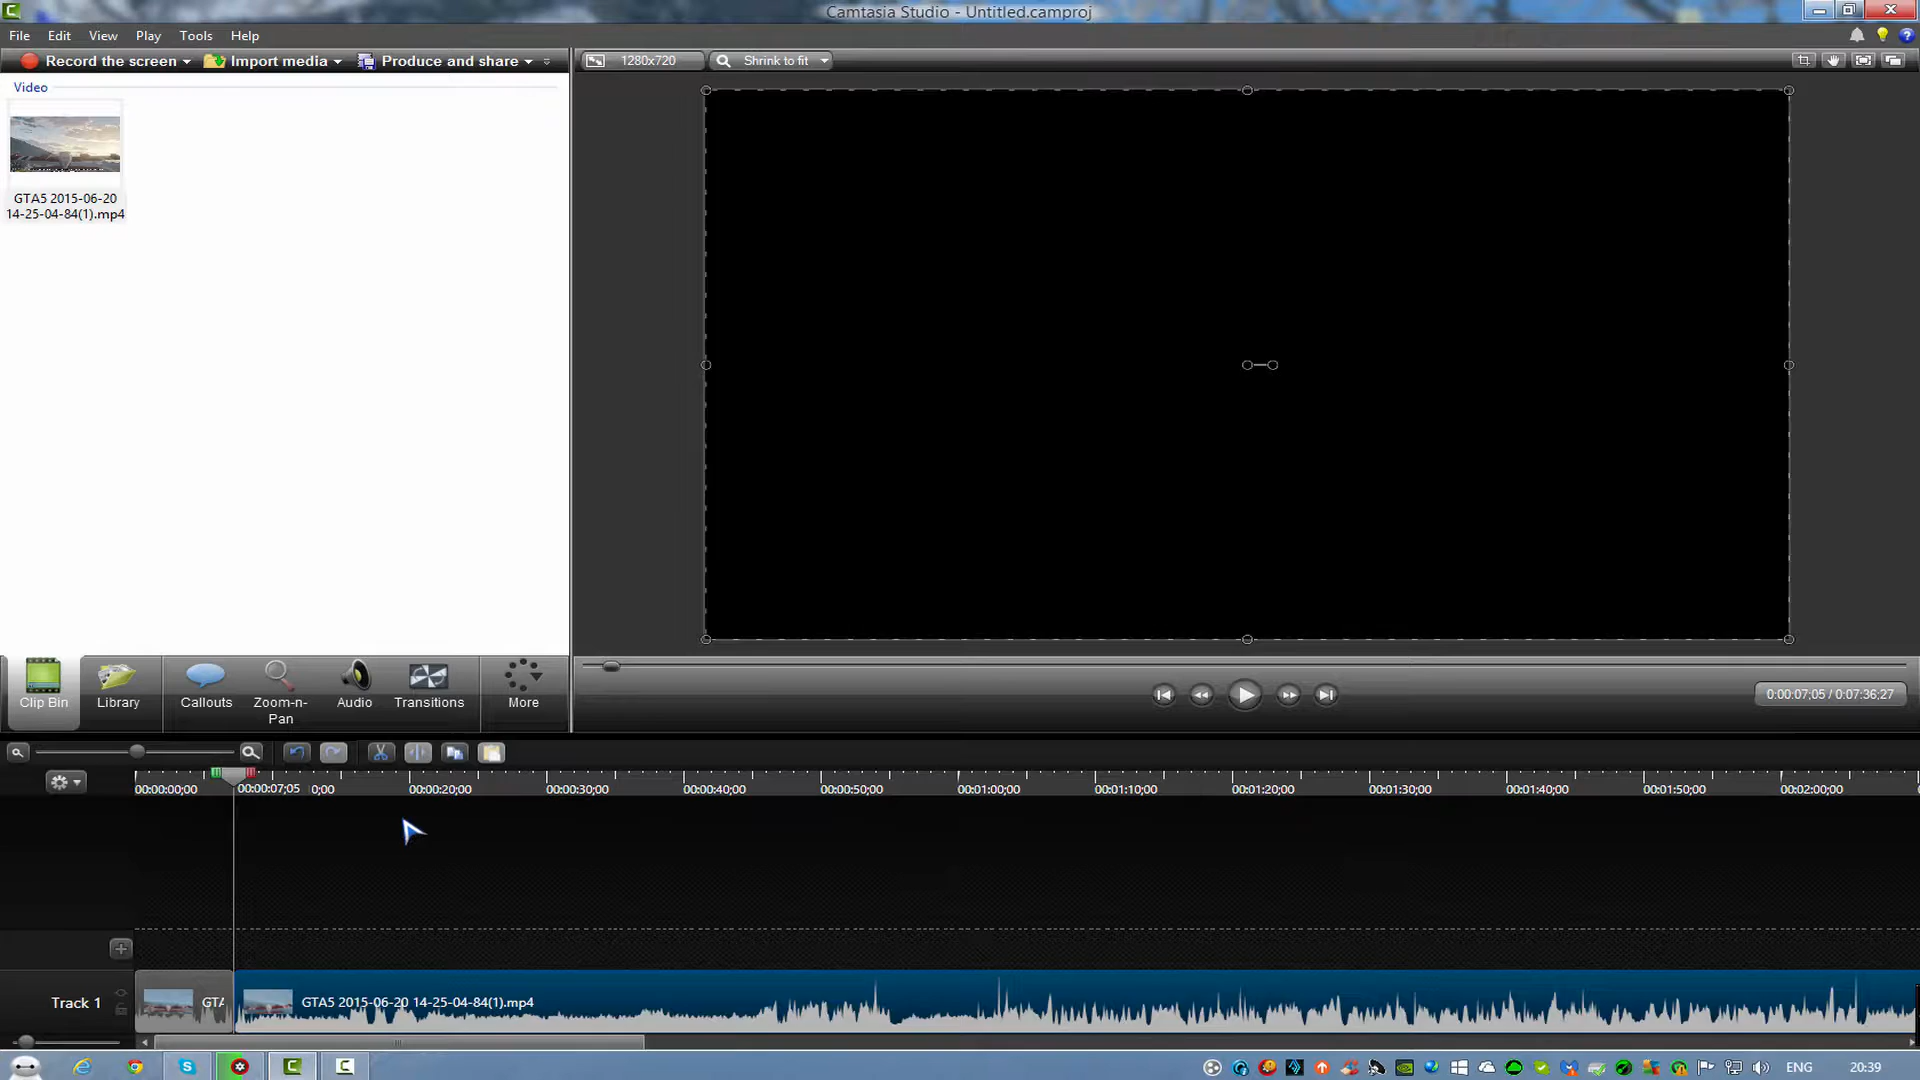 Camtasia Studio - Untitled.camproj
File Edit View Play Tools Help
Record the screen Import media Produce and share 1280x720 Shrink to fit
Video
GTA5 2015-06-20
14-25-04-84(1).mp4
Clip Bin Library Callouts Zoom-n-Pan Audio Transitions More
0:00:07;05 / 0:07:36;27
00:00:00;00 00:00:07;05 0;00 00:00:20;00 00:00:30;00 00:00:40;00 00:00:50;00 00:01:00;00 00:01:10;00 00:01:20;00 00:01:30;00 00:01:40;00 00:01:50;00 00:02:00;00
Track 1 GTA GTA5 2015-06-20 14-25-04-84(1).mp4
ENG 20:39